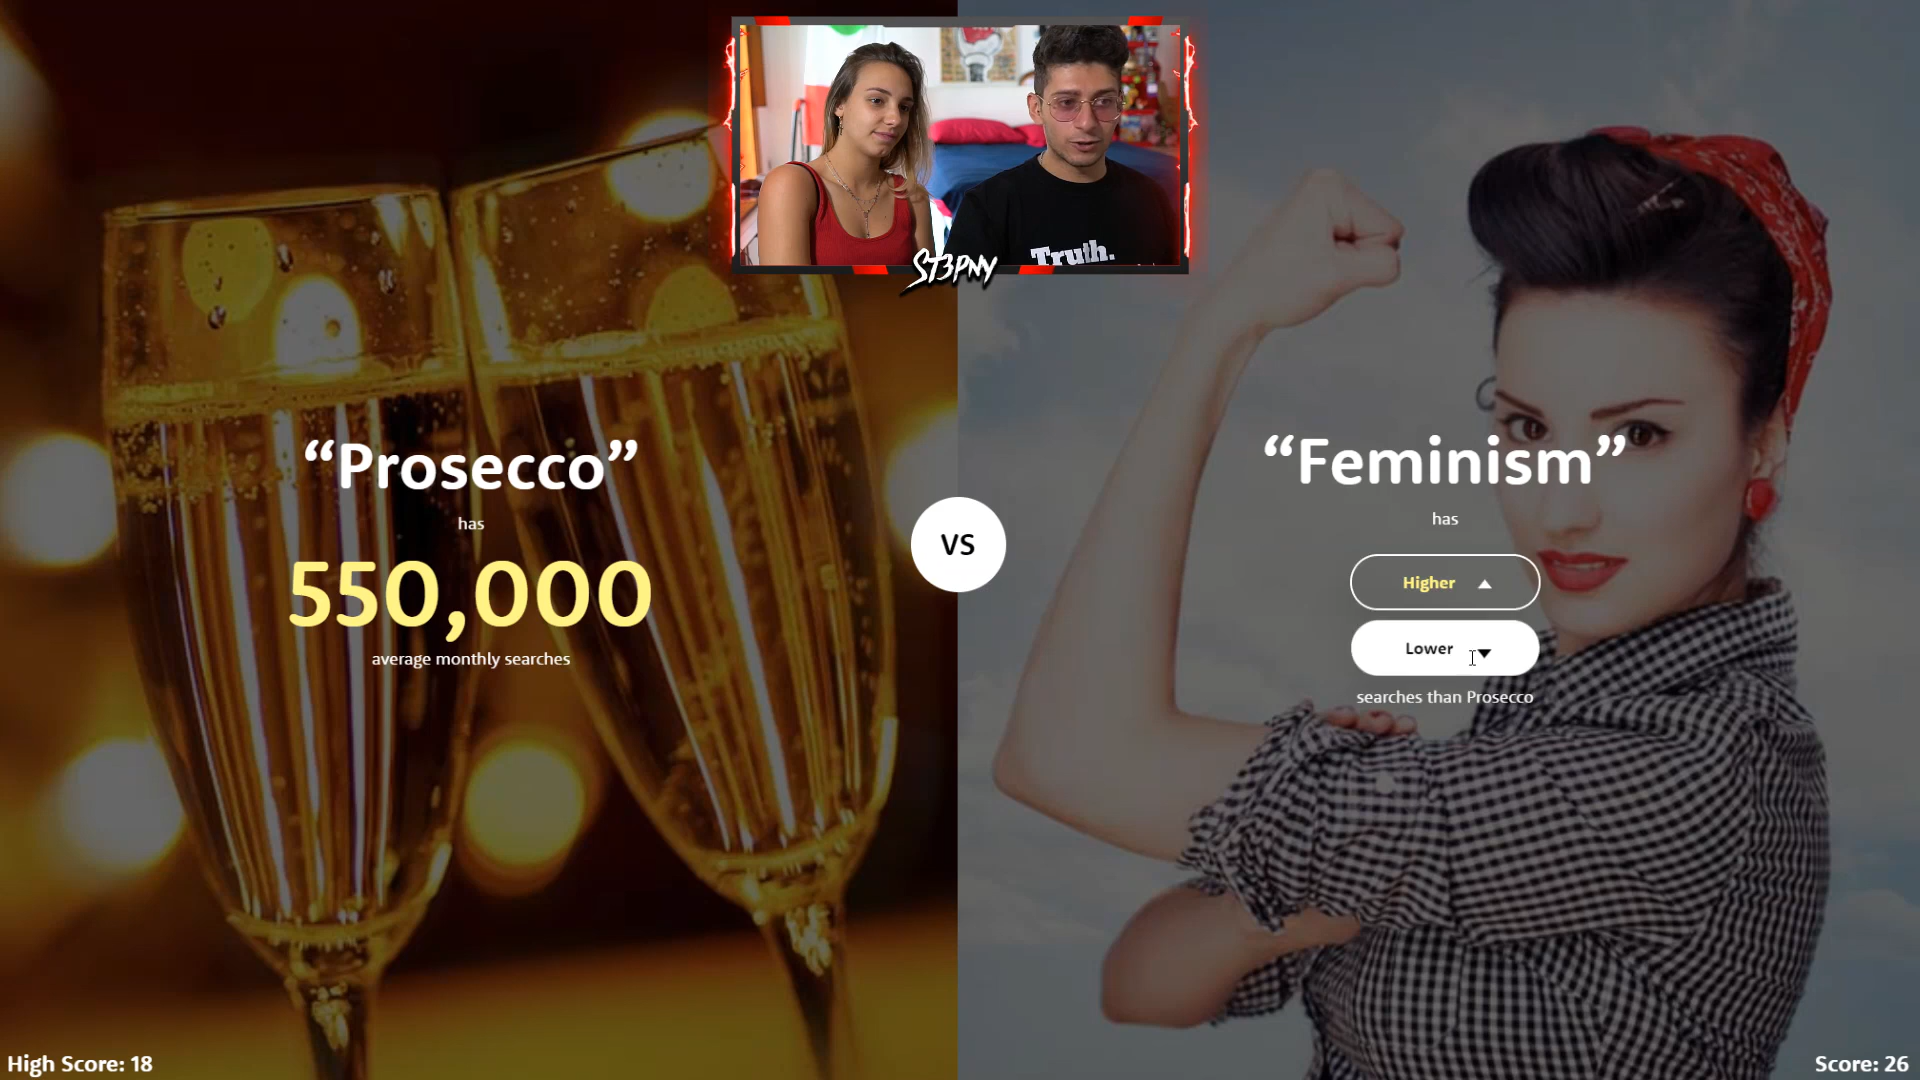 Truth.
ST3PNY
“Prosecco”
has
550,000
average monthly searches
VS
“Feminism”
has
Higher
Lower
searches than Prosecco
High Score: 18
Score: 26